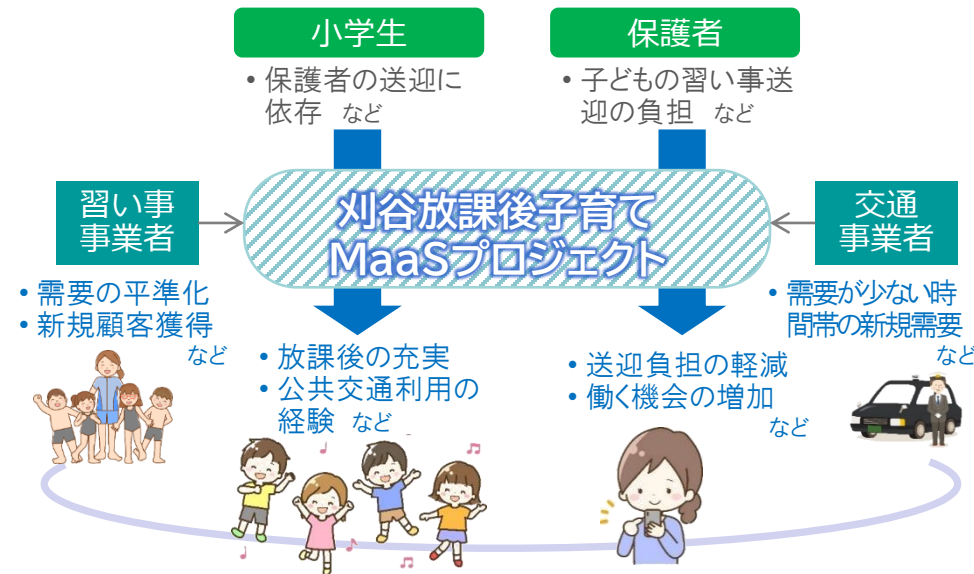 小学生
• 保護者の送迎に
依存 など
保護者
• 子どもの習い事送
迎の負担 など
習い事
事業者
刈谷放課後子育て
MaaSプロジェクト
交通
事業者
• 需要の平準化
• 新規顧客獲得
など
• 放課後の充実
• 公共交通利用の
経験 など
• 送迎負担の軽減
• 働く機会の増加
など
• 需要が少ない時
間帯の新規需要
など